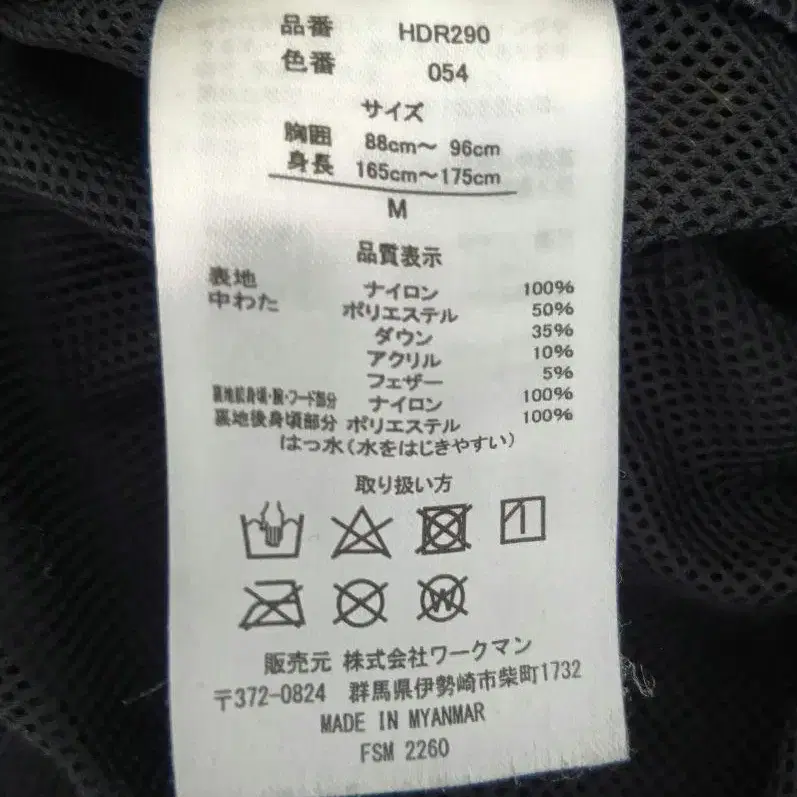 品番 HDR290
色番 054
サイズ
胸囲 88cm〜 96cm
身長 165cm〜175cm
M
品質表示
表地 ナイロン 100%
中わた ポリエステル 50%
ダウン 35%
アクリル 10%
フェザー 5%
裏地前身頃・腕・フード部分 ナイロン 100%
裏地後身頃部分 ポリエステル 100%
はっ水(水をはじきやすい)
取り扱い方
W
販売元 株式会社ワークマン
〒372-0824 群馬県伊勢崎市柴町1732
MADE IN MYANMAR
FSM 2260